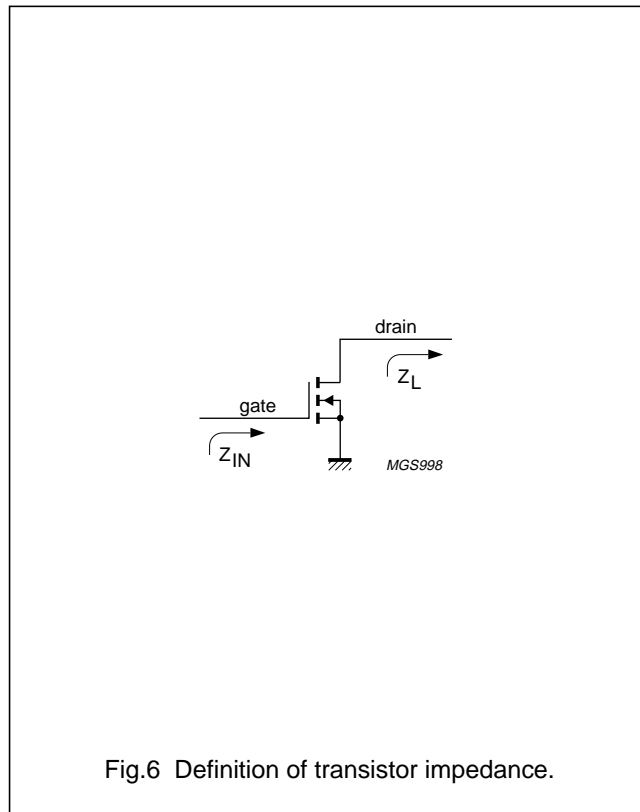 drain
Z_L
gate
Z_IN
MGS998
Fig.6 Definition of transistor impedance.